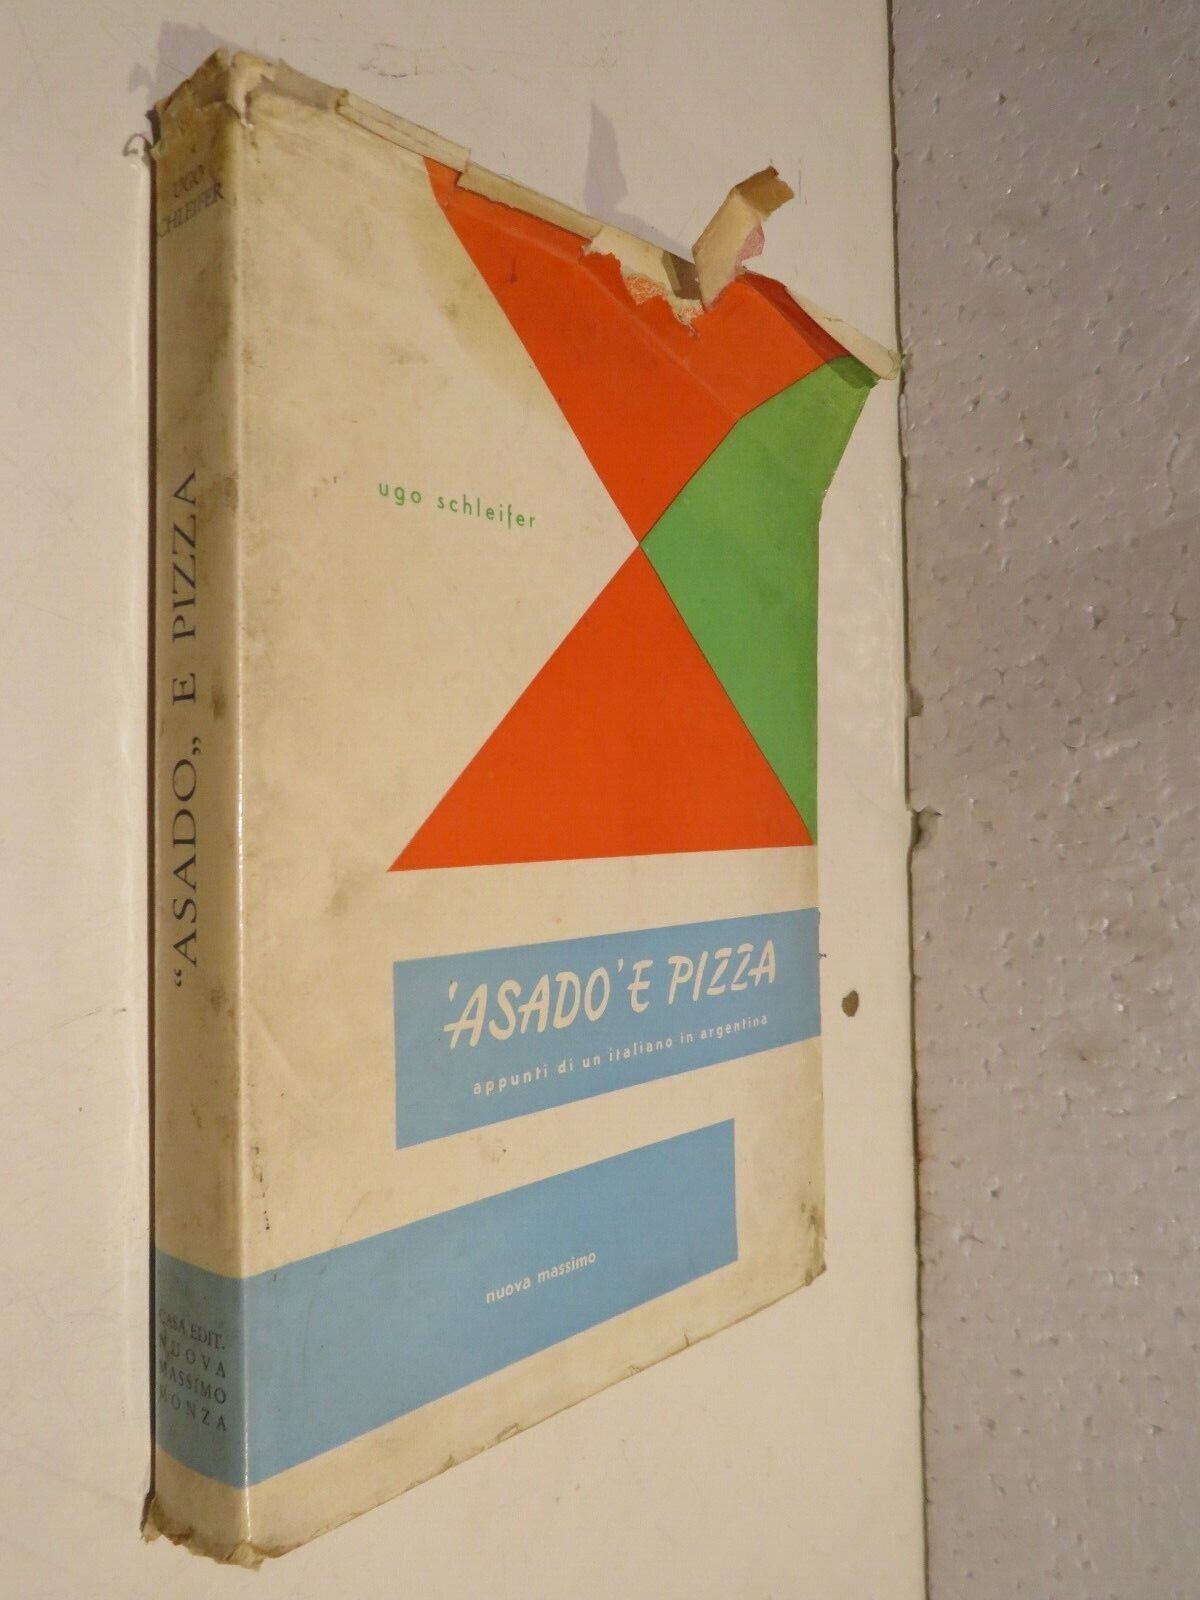 UGO
SCHLEIFER
“ASADO„ E PIZZA
CASA EDIT.
NUOVA
MASSIMO
MONZA
ugo schleifer
'ASADO' E PIZZA
appunti di un italiano in argentina
nuova massimo